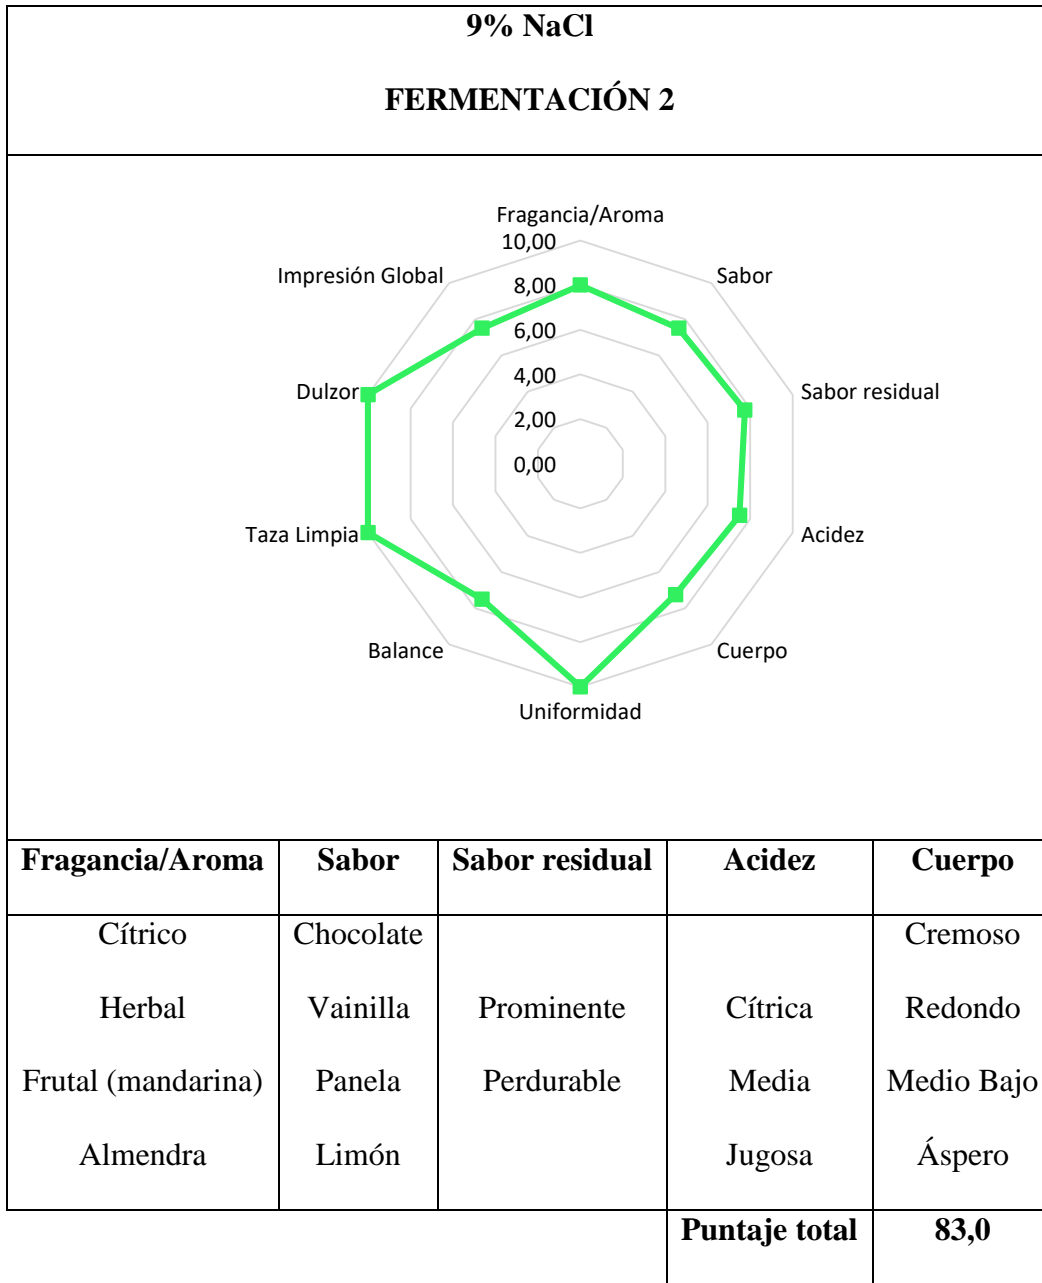 9% NaCl
FERMENTACIÓN 2
Fragancia/Aroma
10,00
Impresión Global
Sabor
8,00
6,00
4,00
Dulzor
Sabor residual
2,00
0,00
Taza Limpia
Acidez
Balance
Cuerpo
Uniformidad
Fragancia/Aroma Sabor Sabor residual Acidez Cuerpo
Cítrico Chocolate Cremoso
Herbal Vainilla Prominente Cítrica Redondo
Frutal (mandarina) Panela Perdurable Media Medio Bajo
Almendra Limón Jugosa Áspero
Puntaje total 83,0